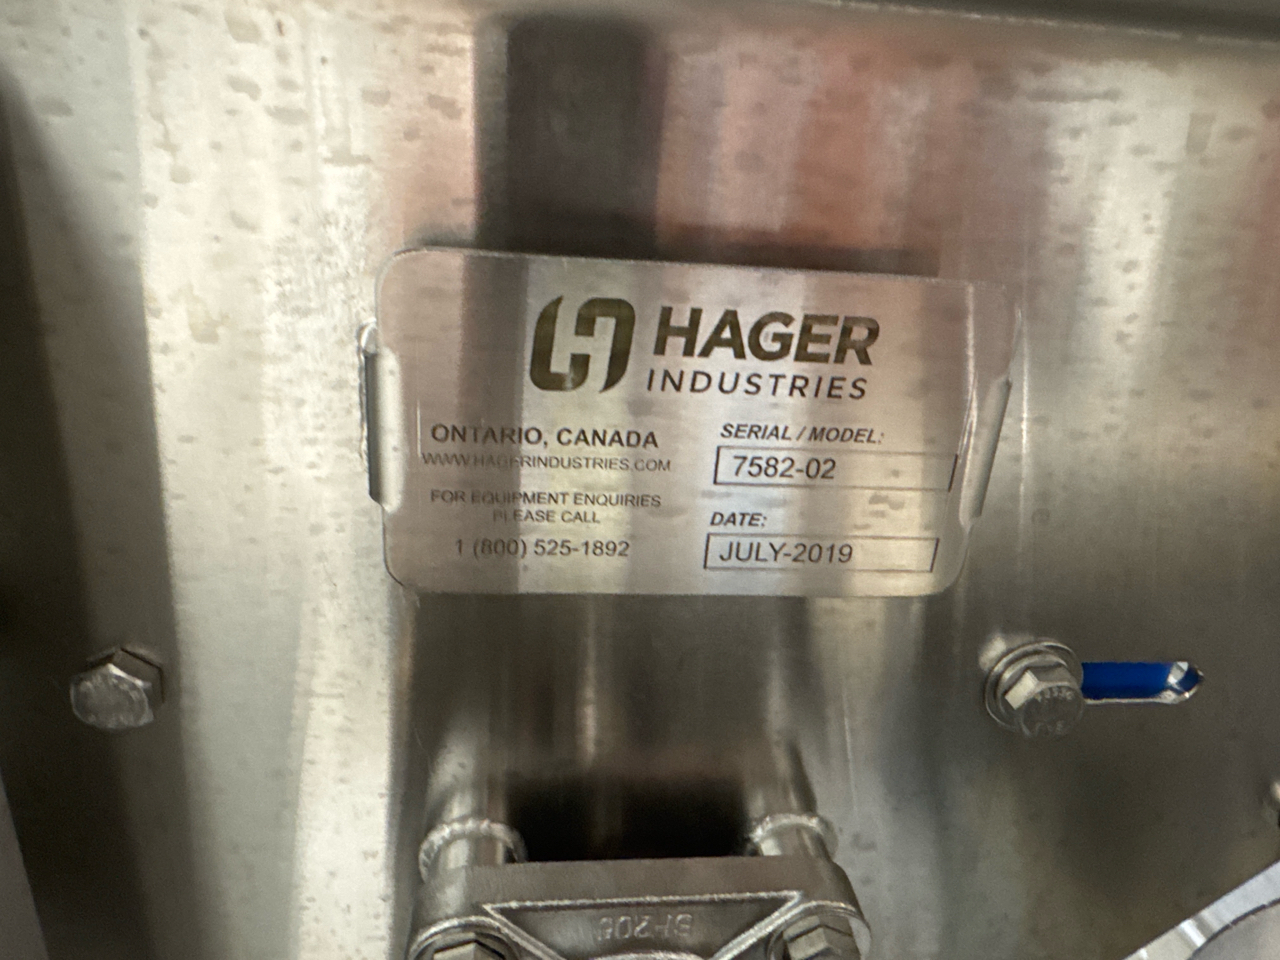 HAGER
INDUSTRIES
ONTARIO, CANADA
WWW.HAGERINDUSTRIES.COM
FOR EQUIPMENT ENQUIRIES
PLEASE CALL
1 (800) 525-1892
SERIAL / MODEL:
7582-02
DATE:
JULY-2019